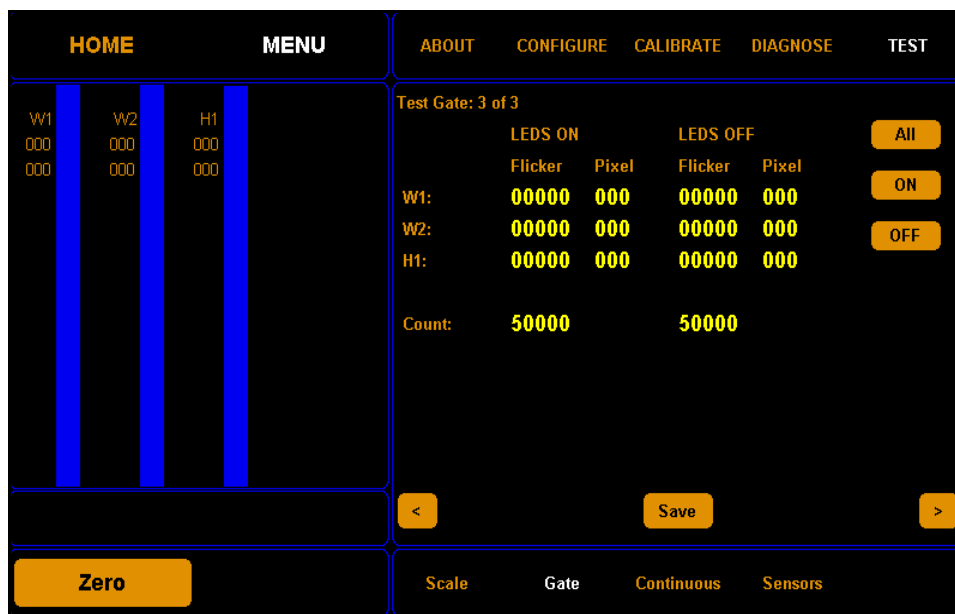 HOME MENU ABOUT CONFIGURE CALIBRATE DIAGNOSE TEST
W1 W2 H1
000 000 000
000 000 000
Test Gate: 3 of 3
LEDS ON LEDS OFF
Flicker Pixel Flicker Pixel
W1: 00000 000 00000 000
W2: 00000 000 00000 000
H1: 00000 000 00000 000
Count: 50000 50000
All
ON
OFF
< Save >
Zero
Scale Gate Continuous Sensors